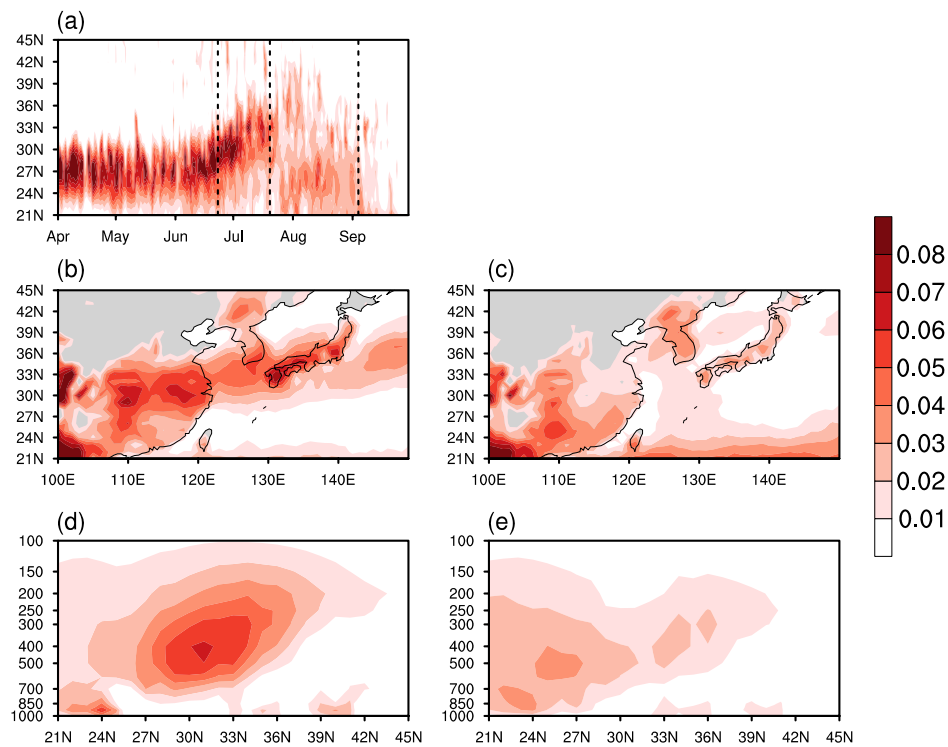 (a)
45N
42N
39N
36N
33N
30N
27N
24N
21N
Apr May Jun Jul Aug Sep
(b)
45N
42N
39N
36N
33N
30N
27N
24N
21N
100E 110E 120E 130E 140E
(c)
45N
42N
39N
36N
33N
30N
27N
24N
21N
100E 110E 120E 130E 140E
0.08
0.07
0.06
0.05
0.04
0.03
0.02
0.01
(d)
100
150
200
250
300
400
500
700
850
1000
21N 24N 27N 30N 33N 36N 39N 42N 45N
(e)
100
150
200
250
300
400
500
700
850
1000
21N 24N 27N 30N 33N 36N 39N 42N 45N